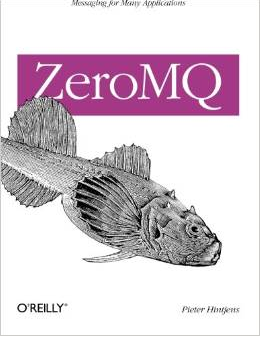 Messaging for Many Applications
ZeroMQ
O'REILLY®
Pieter Hintjens